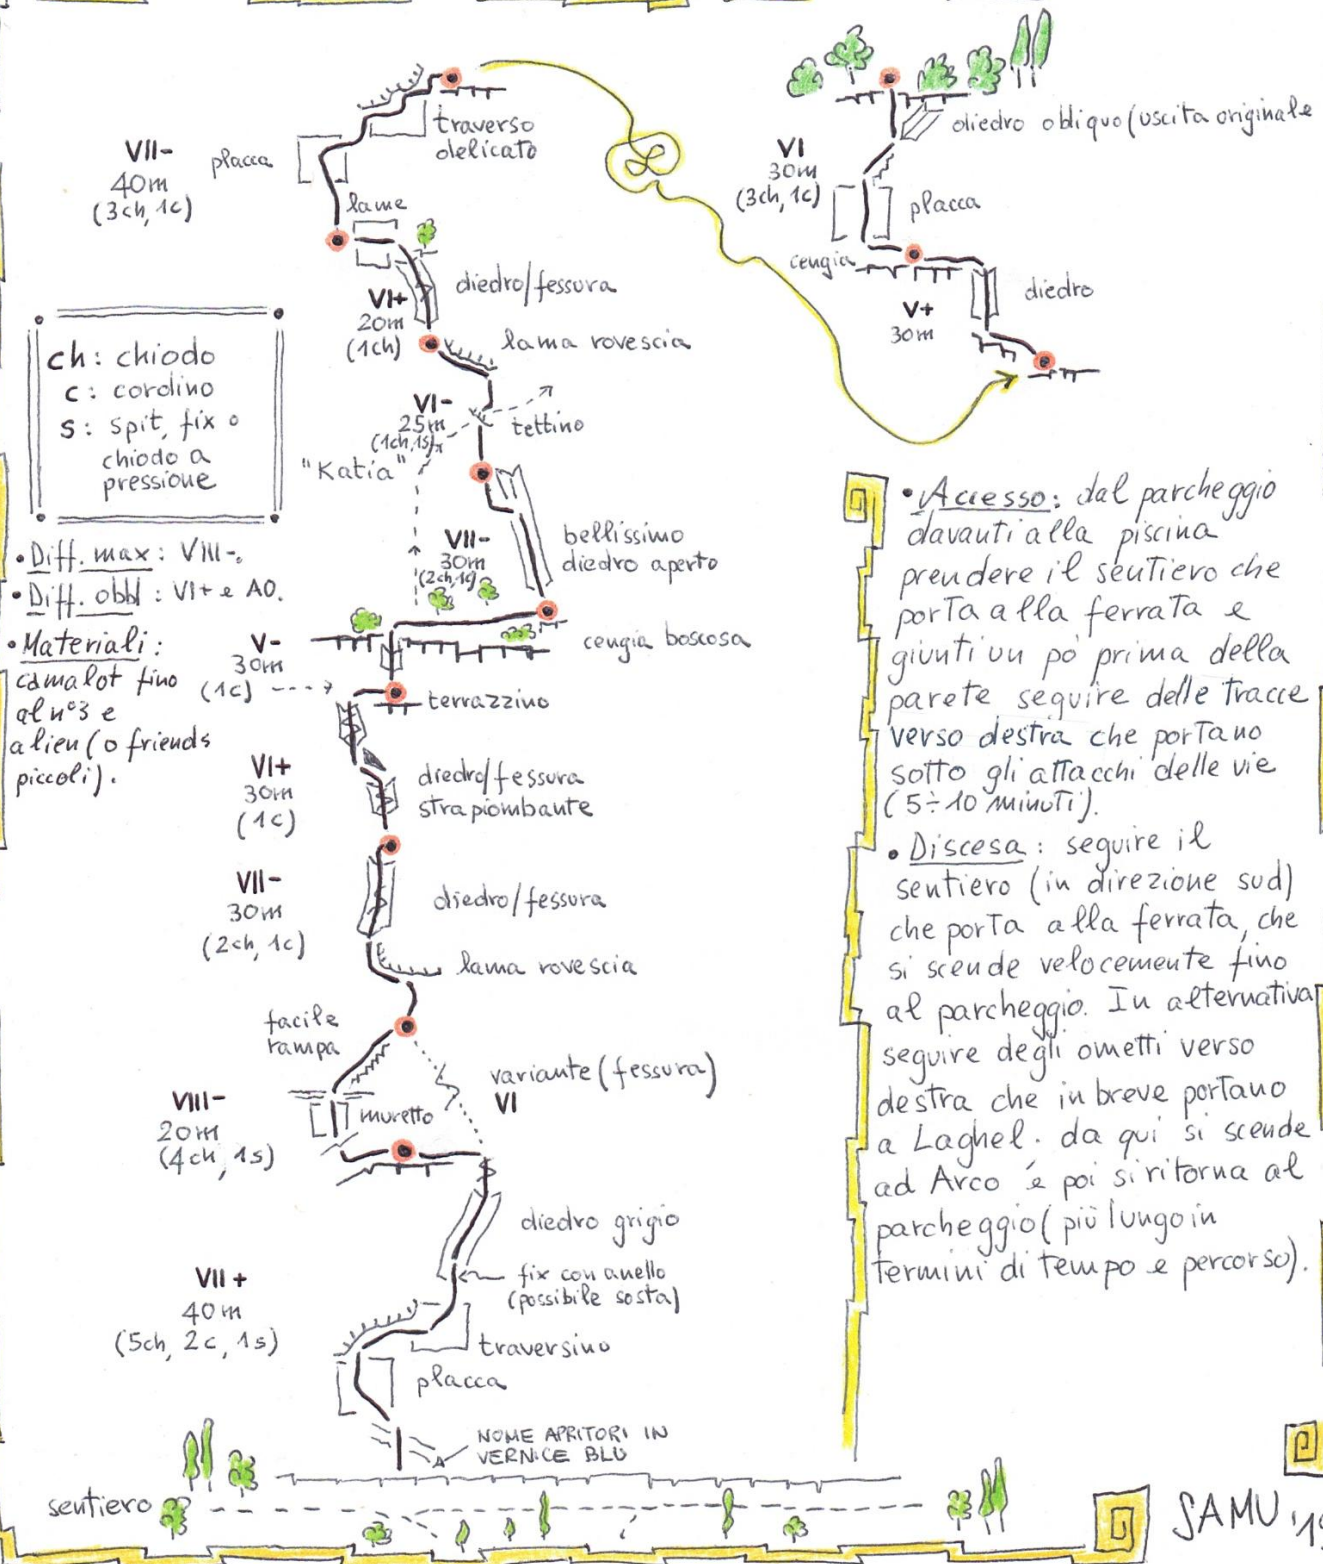 traverso
delicato
VII-
40m
(3ch, 1c)
placca
lame
diedro/fessura
VI+
20m
(1ch)
lama rovescia
VI-
25m
(1ch, 1s)
tettino
"Katia"
VII-
30m
(2ch, 1c)
bellissimo
diedro aperto
cengia boscosa
V-
30m
(1c)
terrazzino
VI+
30m
(1c)
diedro/fessura
strapiombante
VII-
30m
(2ch, 1c)
diedro/fessura
lama rovescia
facile
rampa
variante (fessura)
VI
VIII-
20m
(4ch, 1s)
muretto
diedro grigio
fix con anello
(possibile sosta)
VII+
40m
(5ch, 2c, 1s)
traversino
placca
NOME APRITORI IN
VERNICE BLU
sentiero
ch: chiodo
c: cordino
s: spit, fix o
chiodo a
pressione
• Diff. max: VIII-.
• Diff. obbl: VI+ e A0.
• Materiali:
camalot fino
al n°3 e
alien (o friends
piccoli).
diedro obliquo (uscita originale
VI
30m
(3ch, 1c)
placca
cengia
diedro
V+
30m
• Accesso: dal parcheggio
davanti alla piscina
prendere il sentiero che
porta alla ferrata e
giunti un pò prima della
parete seguire delle tracce
verso destra che portano
sotto gli attacchi delle vie
(5÷10 minuti).
• Discesa: seguire il
sentiero (in direzione sud)
che porta alla ferrata, che
si scende velocemente fino
al parcheggio. In alternativa
seguire degli ometti verso
destra che in breve portano
a Laghel. da qui si scende
ad Arco e poi si ritorna al
parcheggio (più lungo in
termini di tempo e percorso).
SAMU